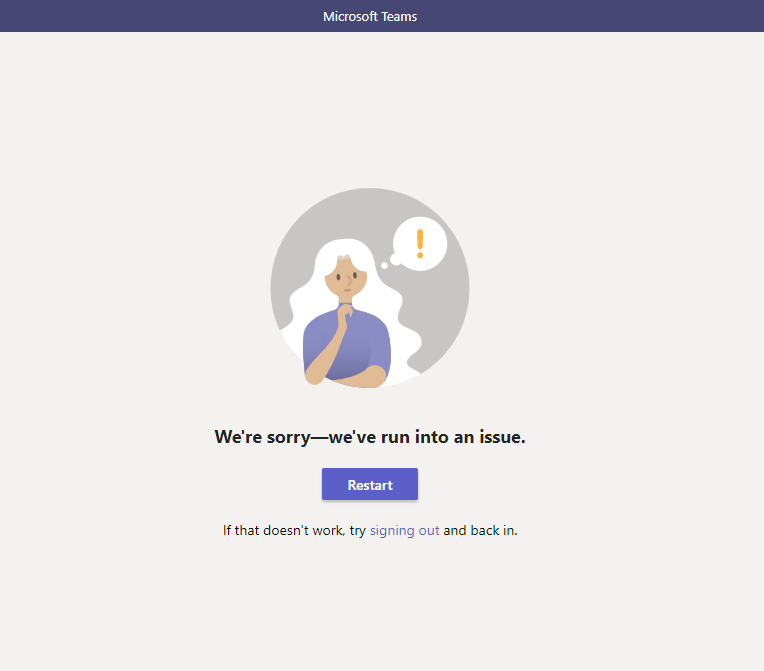 Microsoft Teams
!
We're sorry—we've run into an issue.
Restart
If that doesn't work, try signing out and back in.